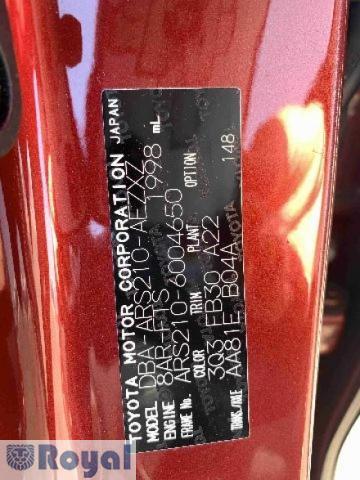 TOYOTA MOTOR CORPORATION JAPAN
MODEL DBA-ARS210-AEZXZ
ENGINE 8AR-FTS 1998 mL
FRAME No. ARS210-6004650
COLOR TRIM PLANT OPTION
3Q3 EB30 A22 148
TRANS/AXLE AA81E B04A
Royal